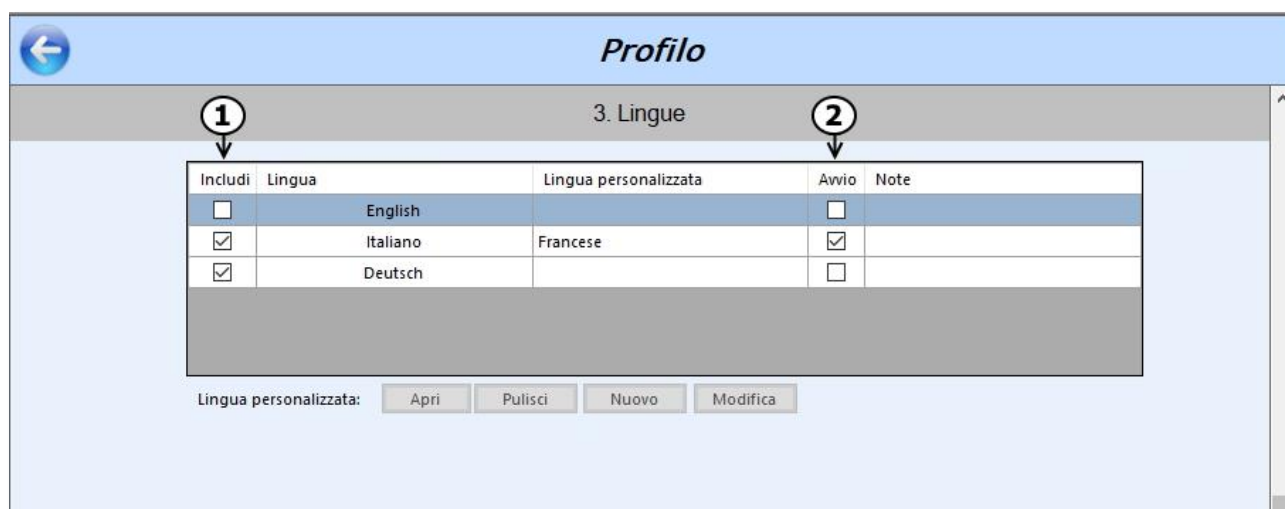 Profilo
3. Lingue
1 2
Includi Lingua Lingua personalizzata Avvio Note
English
Italiano Francese
Deutsch
Lingua personalizzata: Apri Pulisci Nuovo Modifica